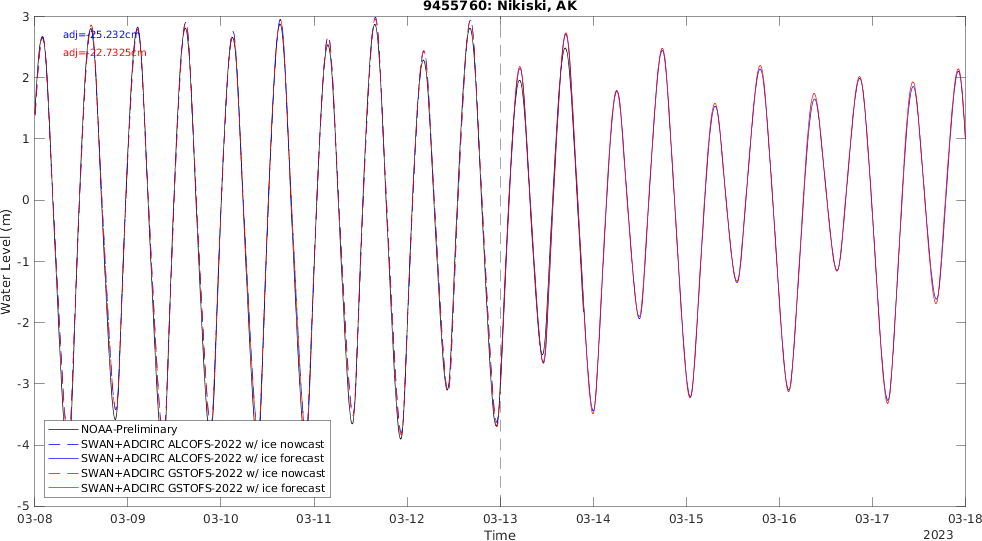 9455760: Nikiski, AK
adj=-25.232cm
adj=-22.7325cm
3
2
1
0
-1
-2
-3
-4
-5
Water Level (m)
NOAA-Preliminary
SWAN+ADCIRC ALCOFS-2022 w/ ice nowcast
SWAN+ADCIRC ALCOFS-2022 w/ ice forecast
SWAN+ADCIRC GSTOFS-2022 w/ ice nowcast
SWAN+ADCIRC GSTOFS-2022 w/ ice forecast
03-08 03-09 03-10 03-11 03-12 03-13 03-14 03-15 03-16 03-17 03-18
Time
2023